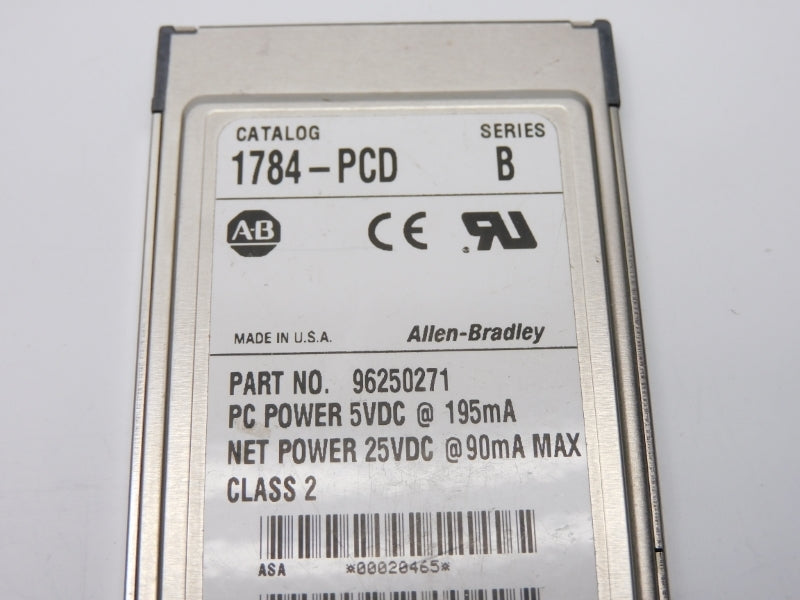 CATALOG SERIES
1784-PCD B
A-B CE RU
MADE IN U.S.A. Allen-Bradley
PART NO. 96250271
PC POWER 5VDC @ 195mA
NET POWER 25VDC @ 90mA MAX
CLASS 2
ASA *00020465*